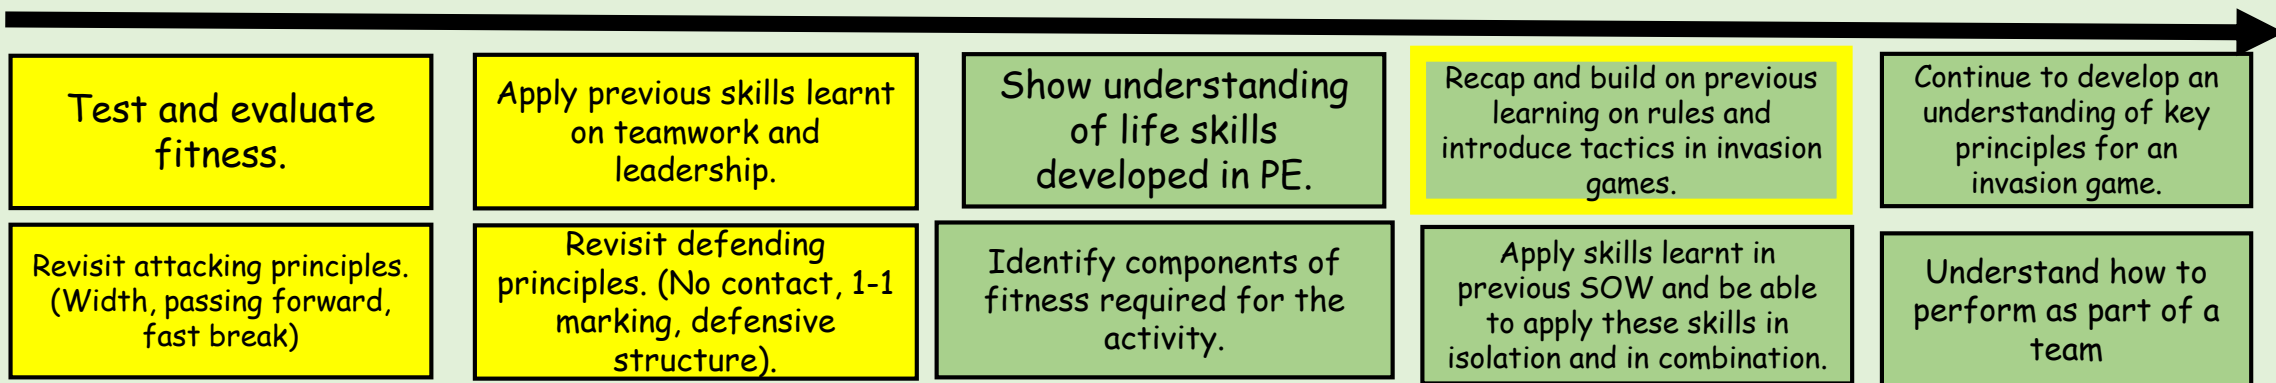 Test and evaluate
fitness.
Apply previous skills learnt
on teamwork and
leadership.
Show understanding
of life skills
developed in PE.
Recap and build on previous
learning on rules and
introduce tactics in invasion
games.
Continue to develop an
understanding of key
principles for an
invasion game.
Revisit attacking principles.
(Width, passing forward,
fast break)
Revisit defending
principles. (No contact, 1-1
marking, defensive
structure).
Identify components of
fitness required for the
activity.
Apply skills learnt in
previous SOW and be able
to apply these skills in
isolation and in combination.
Understand how to
perform as part of a
team